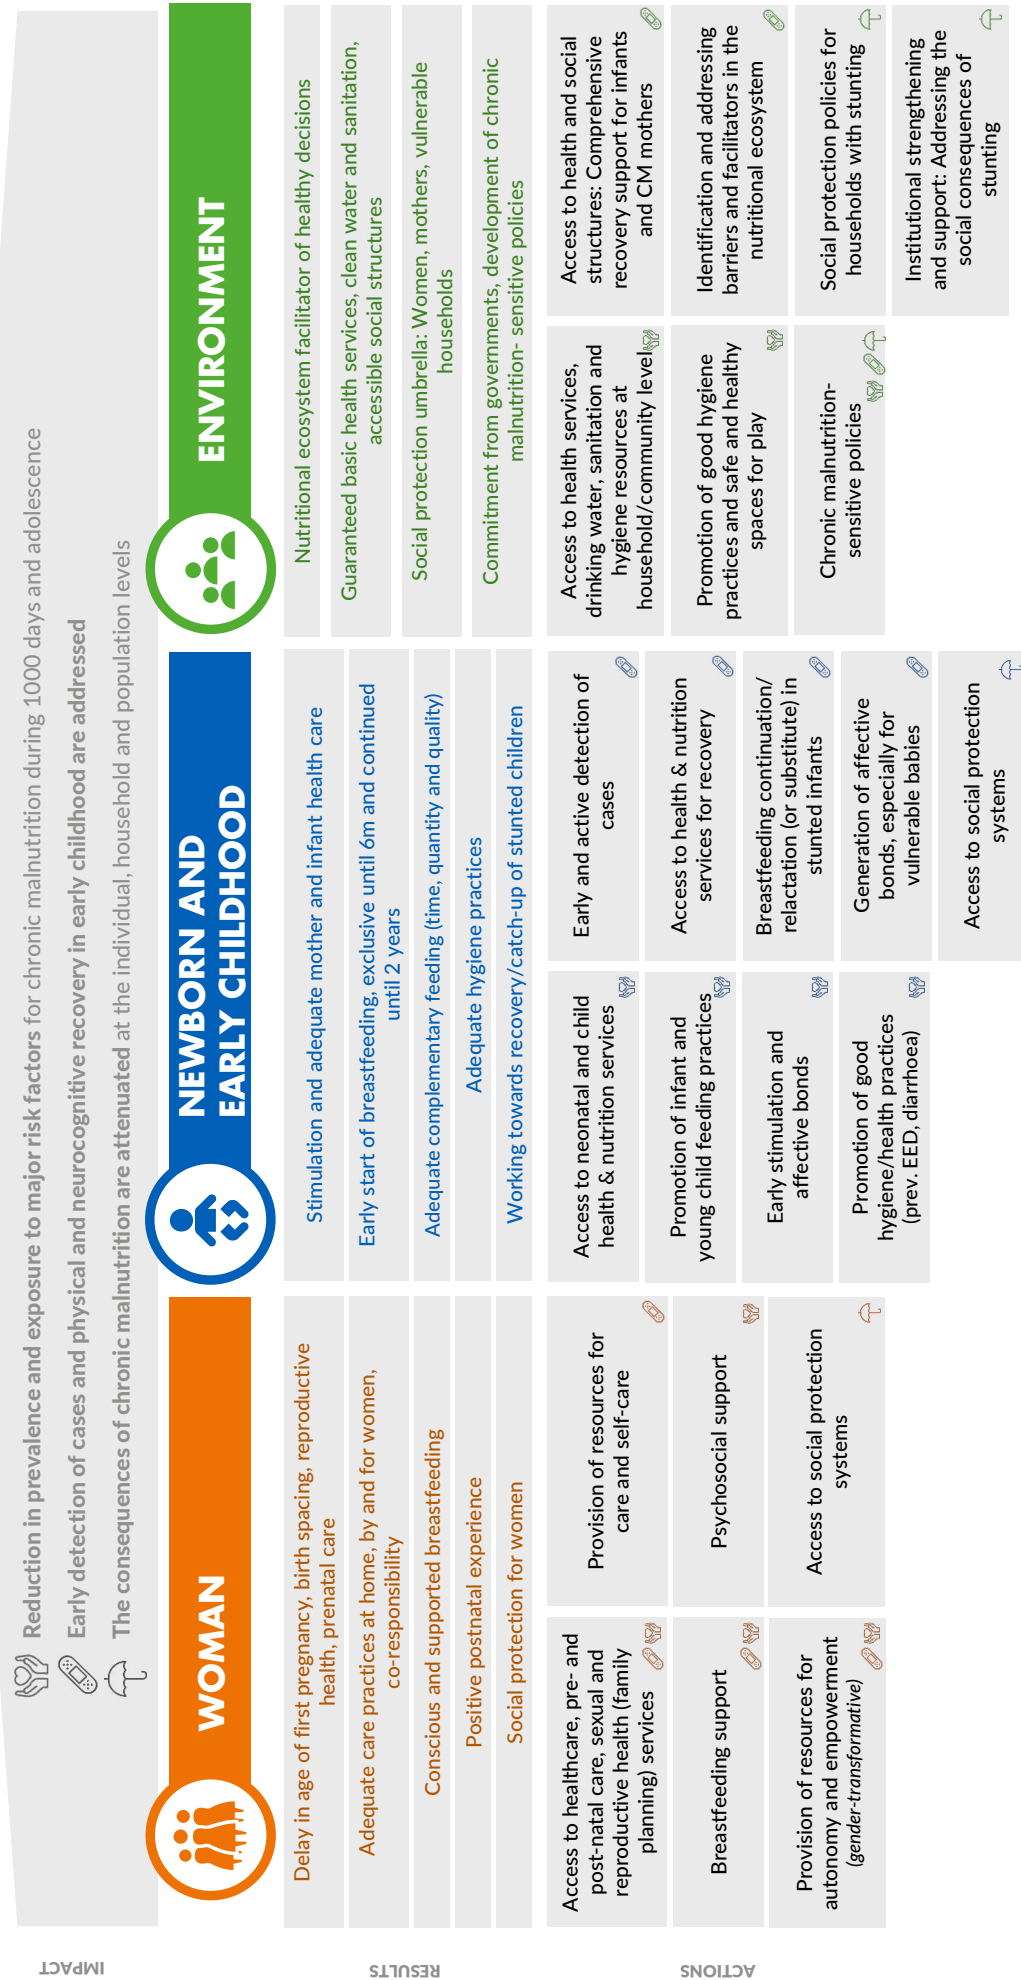 IMPACT
Reduction in prevalence and exposure to major risk factors for chronic malnutrition during 1000 days and adolescence
Early detection of cases and physical and neurocognitive recovery in early childhood are addressed
The consequences of chronic malnutrition are attenuated at the individual, household and population levels
WOMAN
NEWBORN AND
EARLY CHILDHOOD
ENVIRONMENT
RESULTS
Delay in age of first pregnancy, birth spacing, reproductive
health, prenatal care
Adequate care practices at home, by and for women,
co-responsibility
Conscious and supported breastfeeding
Positive postnatal experience
Social protection for women
Stimulation and adequate mother and infant health care
Early start of breastfeeding, exclusive until 6m and continued
until 2 years
Adequate complementary feeding (time, quantity and quality)
Adequate hygiene practices
Working towards recovery/catch-up of stunted children
Nutritional ecosystem facilitator of healthy decisions
Guaranteed basic health services, clean water and sanitation,
accessible social structures
Social protection umbrella: Women, mothers, vulnerable
households
Commitment from governments, development of chronic
malnutrition- sensitive policies
ACTIONS
Access to healthcare, pre- and
post-natal care, sexual and
reproductive health (family
planning) services
Breastfeeding support
Provision of resources for
autonomy and empowerment
(gender-transformative)
Provision of resources for
care and self-care
Psychosocial support
Access to social protection
systems
Access to neonatal and child
health & nutrition services
Promotion of infant and
young child feeding practices
Early stimulation and
affective bonds
Promotion of good
hygiene/health practices
(prev. EED, diarrhoea)
Early and active detection of
cases
Access to health & nutrition
services for recovery
Breastfeeding continuation/
relactation (or substitute) in
stunted infants
Generation of affective
bonds, especially for
vulnerable babies
Access to social protection
systems
Access to health services,
drinking water, sanitation and
hygiene resources at
household/community level
Promotion of good hygiene
practices and safe and healthy
spaces for play
Chronic malnutrition-
sensitive policies
Access to health and social
structures: Comprehensive
recovery support for infants
and CM mothers
Identification and addressing
barriers and facilitators in the
nutritional ecosystem
Social protection policies for
households with stunting
Institutional strengthening
and support: Addressing the
social consequences of
stunting